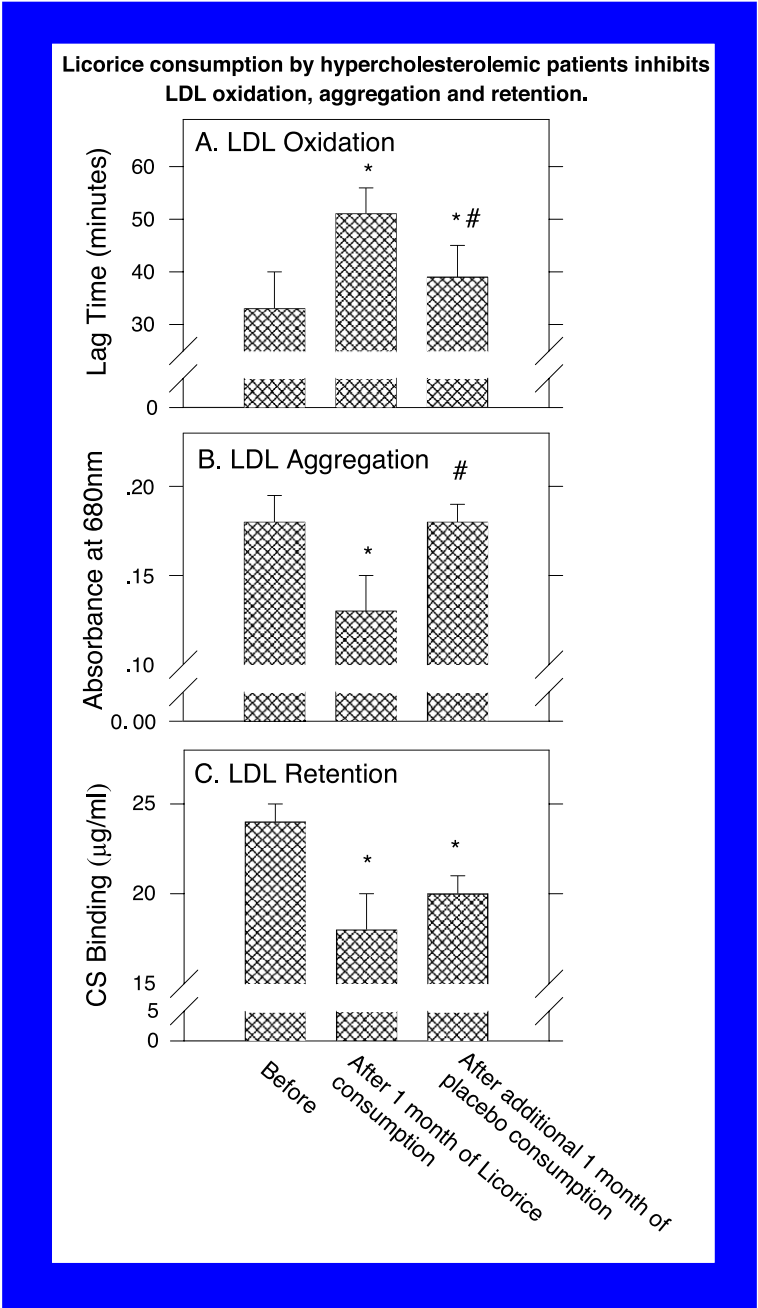 Licorice consumption by hypercholesterolemic patients inhibits
LDL oxidation, aggregation and retention.
A. LDL Oxidation
Lag Time (minutes)
60
50
40
30
0
*
* #
B. LDL Aggregation
Absorbance at 680nm
.20
.15
.10
0.00
*
#
C. LDL Retention
CS Binding (μg/ml)
25
20
15
5
0
*
*
Before
After 1 month of Licorice
consumption
After additional 1 month of
placebo consumption